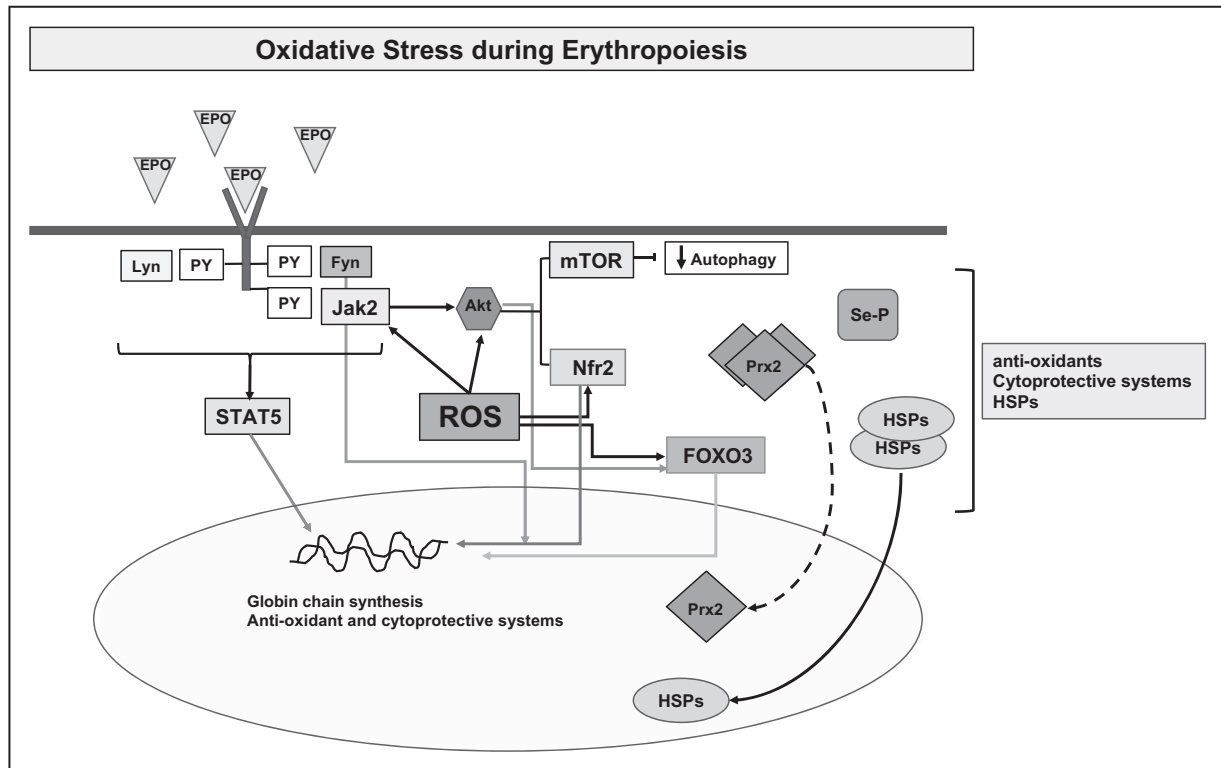 Oxidative Stress during Erythropoiesis
EPO
EPO
EPO
EPO
Lyn
PY
PY
Fyn
PY
Jak2
Akt
mTOR
Autophagy
Se-P
Prx2
Nfr2
anti-oxidants
Cytoprotective systems
HSPs
STAT5
ROS
HSPs
HSPs
FOXO3
Globin chain synthesis
Anti-oxidant and cytoprotective systems
Prx2
HSPs